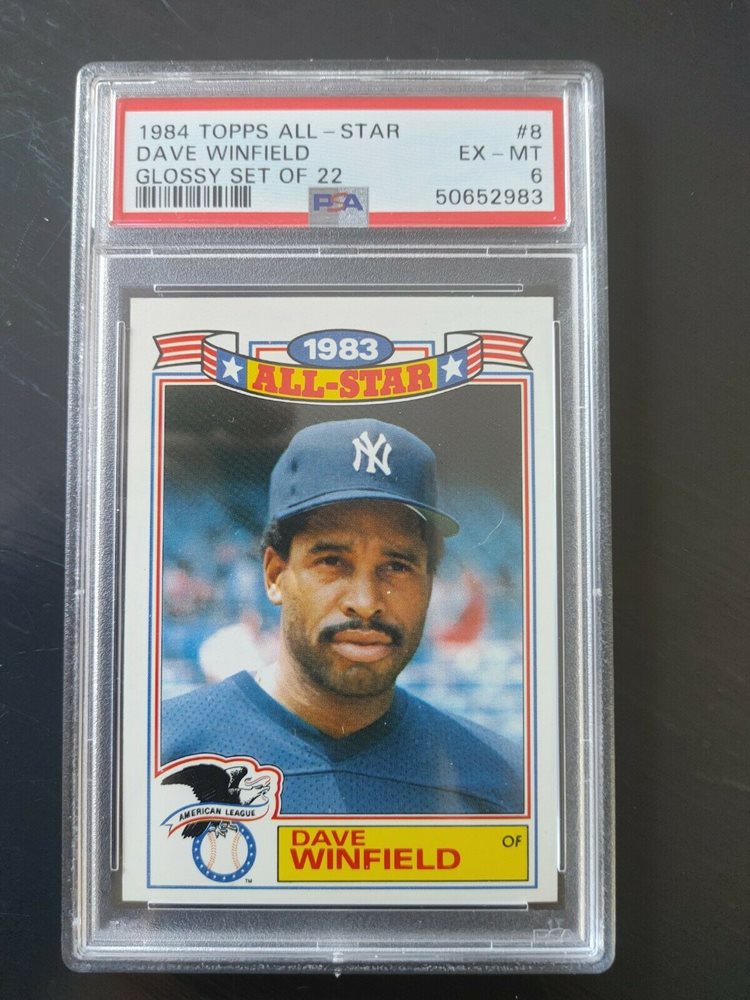 1984 TOPPS ALL-STAR #8
DAVE WINFIELD EX-MT
GLOSSY SET OF 22 6
PSA 50652983
1983
ALL-STAR
NY
AMERICAN LEAGUE
TM
DAVE OF
WINFIELD